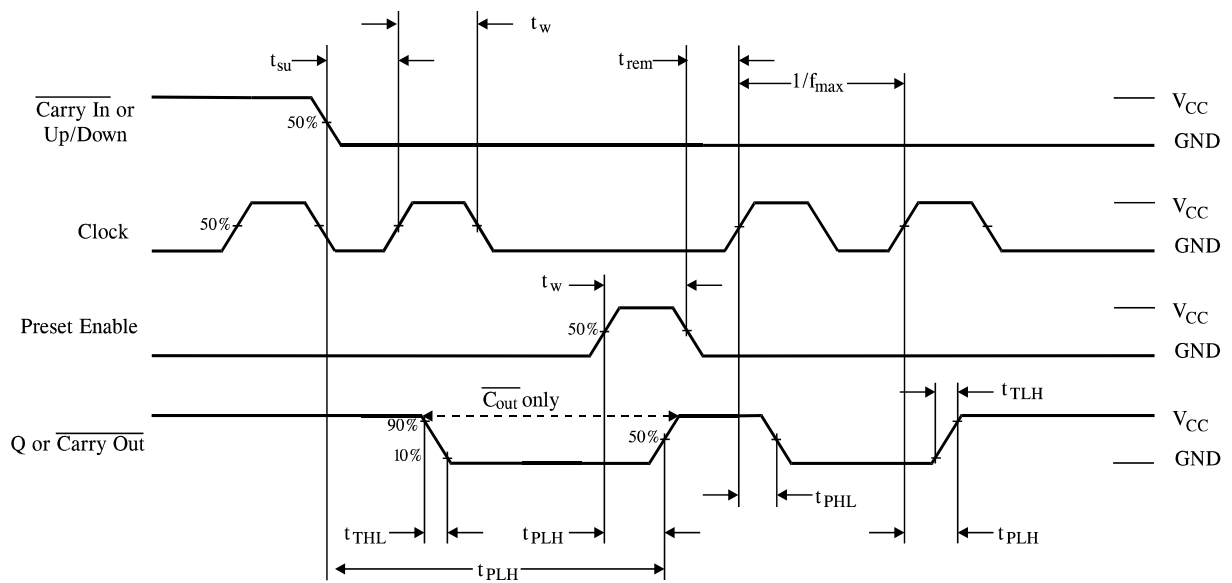 t_w
t_su
t_rem
1/f_max
Carry In or
Up/Down
50%
V_CC
GND
Clock
50%
V_CC
GND
t_w
Preset Enable
50%
V_CC
GND
C_out only
t_TLH
Q or Carry Out
90%
10%
50%
V_CC
GND
t_PHL
t_THL
t_PLH
t_PLH
t_PLH